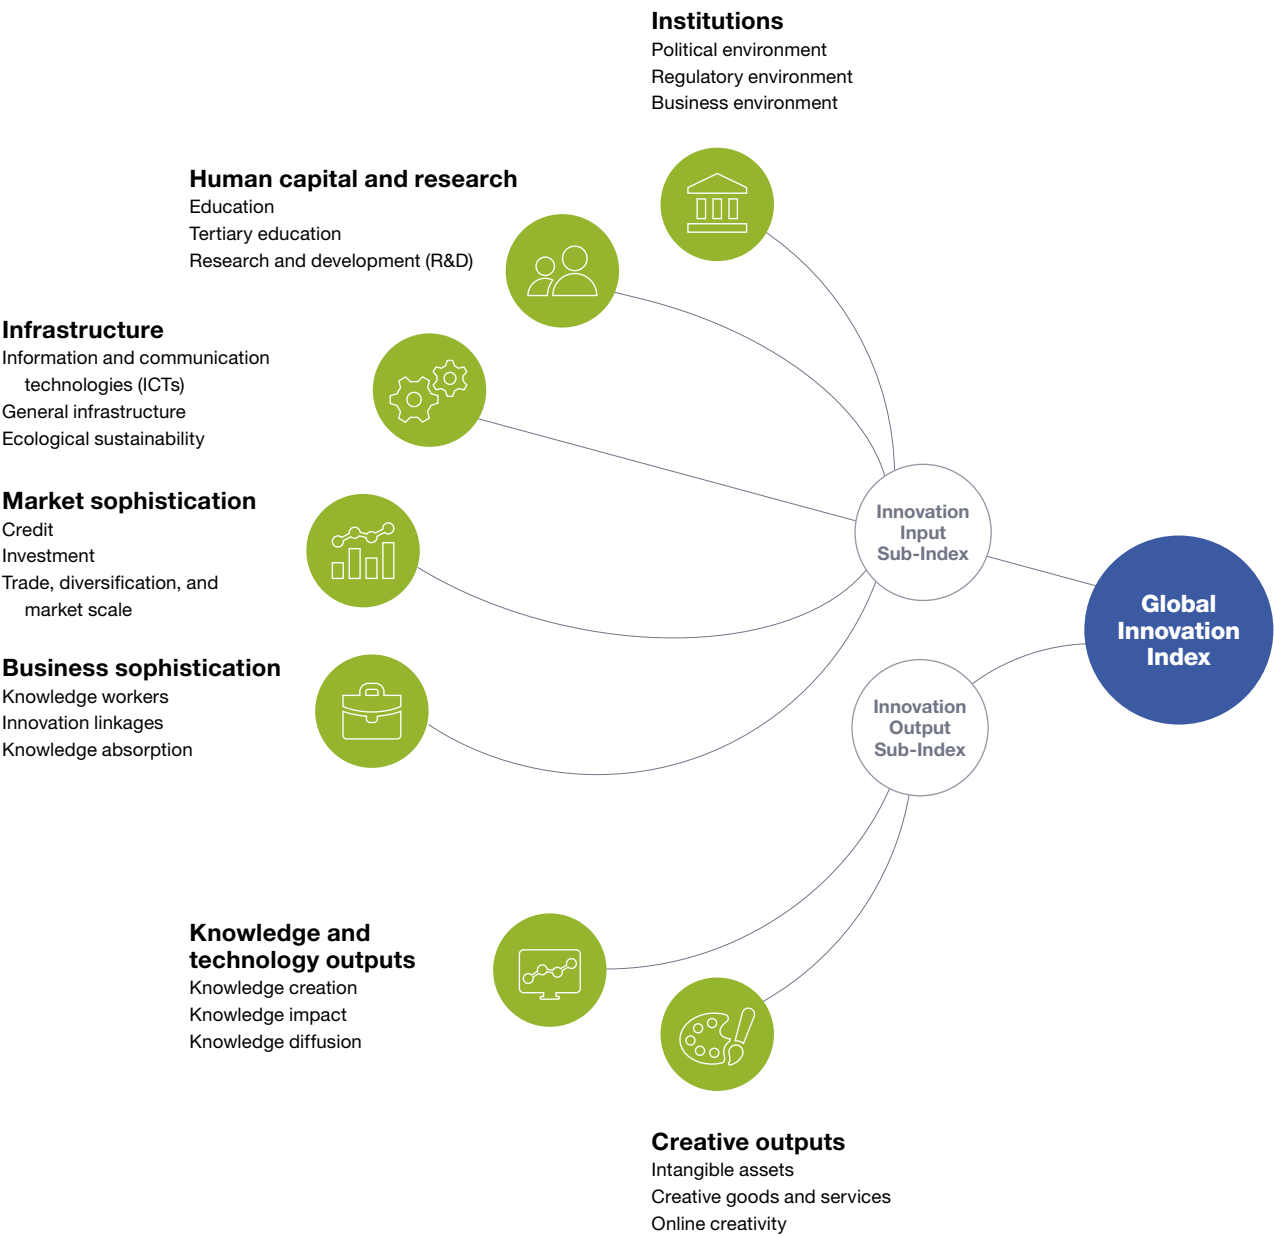 Institutions
Political environment
Regulatory environment
Business environment
Human capital and research
Education
Tertiary education
Research and development (R&D)
Infrastructure
Information and communication
technologies (ICTs)
General infrastructure
Ecological sustainability
Market sophistication
Credit
Investment
Trade, diversification, and
market scale
Business sophistication
Knowledge workers
Innovation linkages
Knowledge absorption
Innovation
Input
Sub-Index
Global
Innovation
Index
Innovation
Output
Sub-Index
Knowledge and
technology outputs
Knowledge creation
Knowledge impact
Knowledge diffusion
Creative outputs
Intangible assets
Creative goods and services
Online creativity